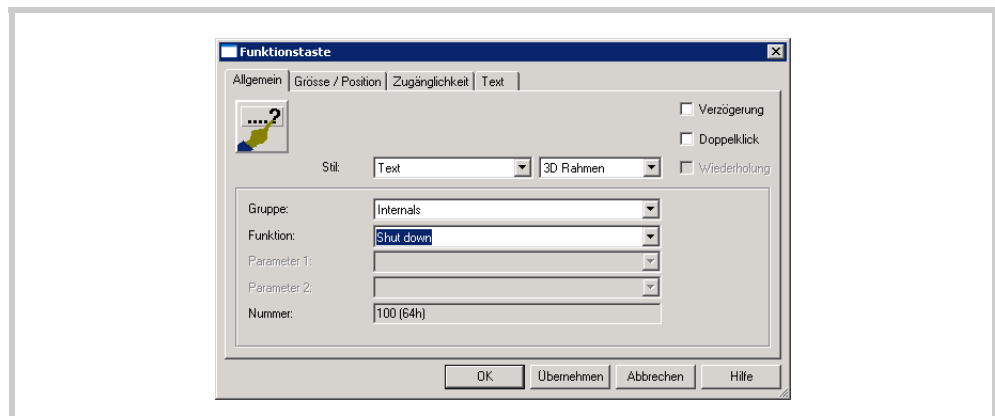 Funktionstaste
Allgemein Grösse / Position Zugänglichkeit Text
....?
Verzögerung
Doppelklick
Stil: Text 3D Rahmen Wiederholung
Gruppe: Internals
Funktion: Shut down
Parameter 1:
Parameter 2:
Nummer: 100 (64h)
OK Übernehmen Abbrechen Hilfe